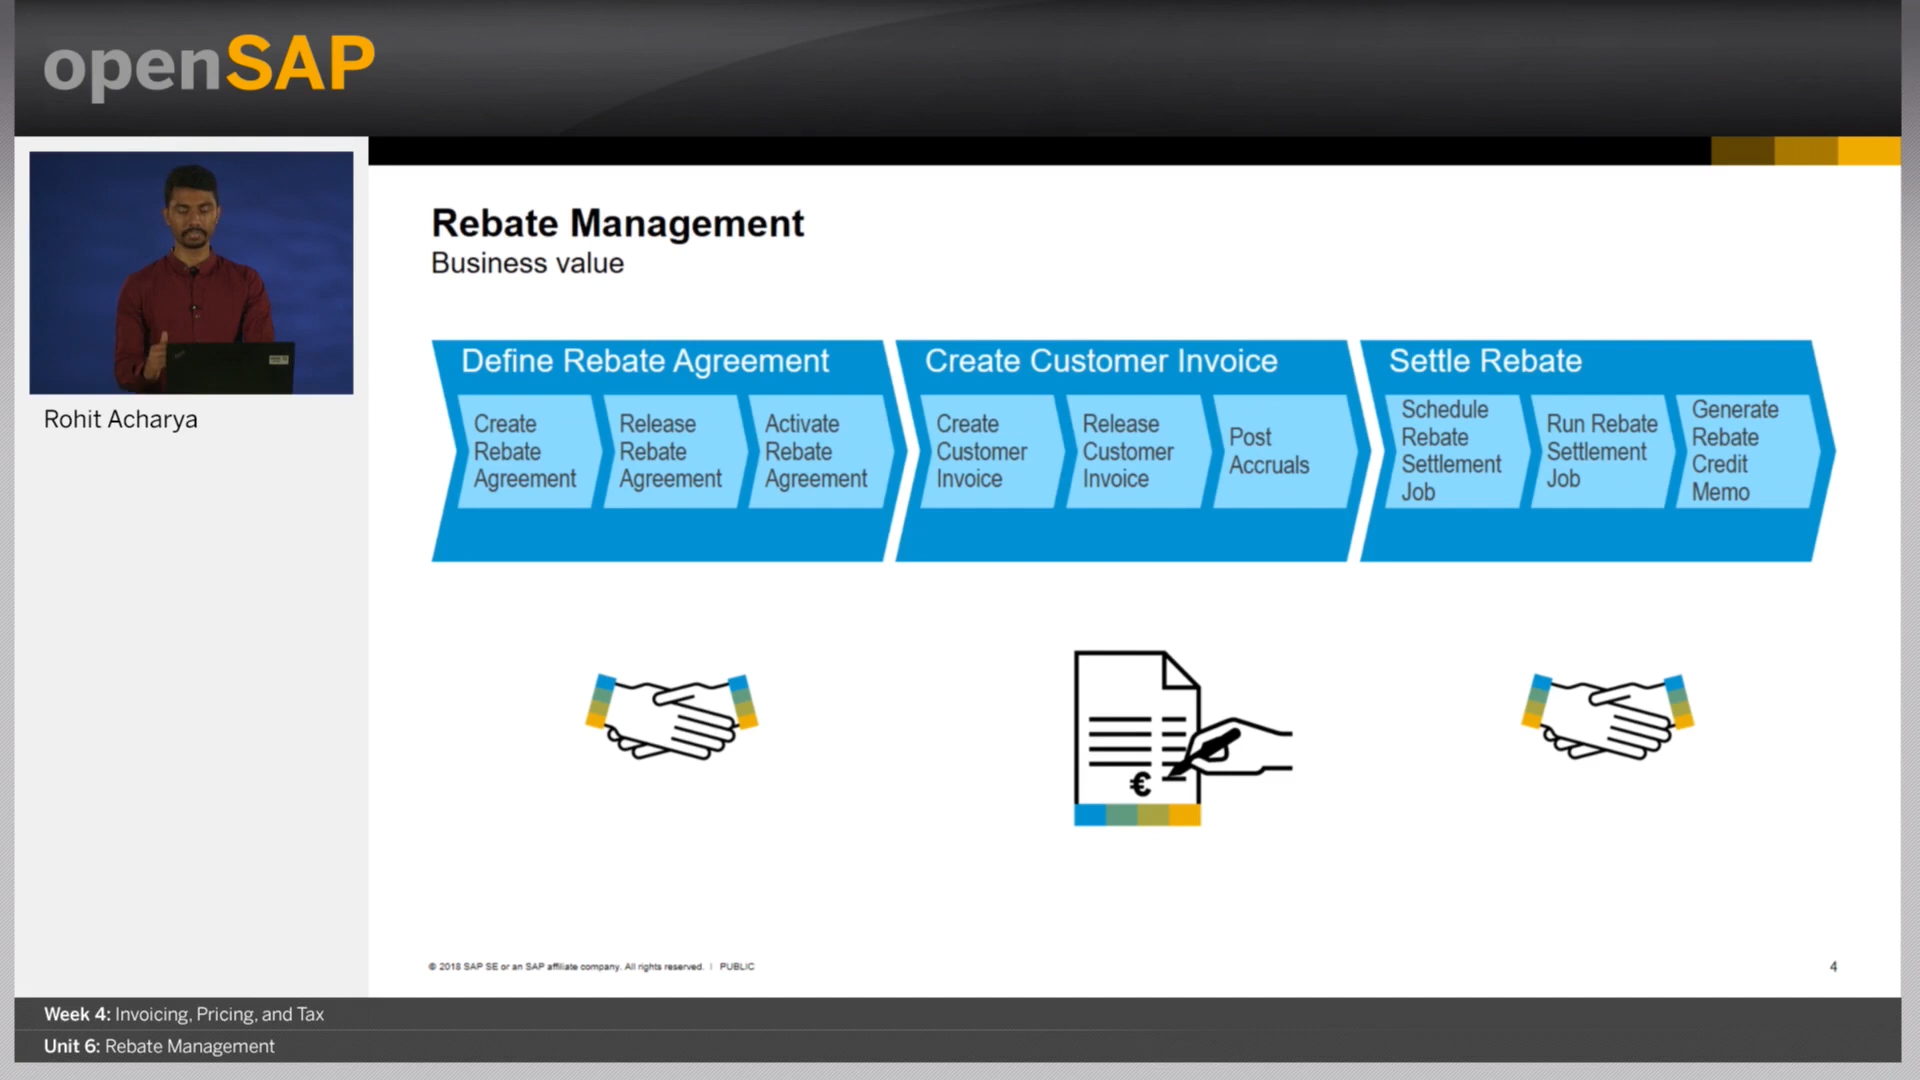 openSAP
Rohit Acharya
Rebate Management
Business value
Define Rebate Agreement
Create
Rebate
Agreement
Release
Rebate
Agreement
Activate
Rebate
Agreement
Create Customer Invoice
Create
Customer
Invoice
Release
Customer
Invoice
Post
Accruals
Settle Rebate
Schedule
Rebate
Settlement
Job
Run Rebate
Settlement
Job
Generate
Rebate
Credit
Memo
€
© 2018 SAP SE or an SAP affiliate company. All rights reserved. | PUBLIC
4
Week 4: Invoicing, Pricing, and Tax
Unit 6: Rebate Management